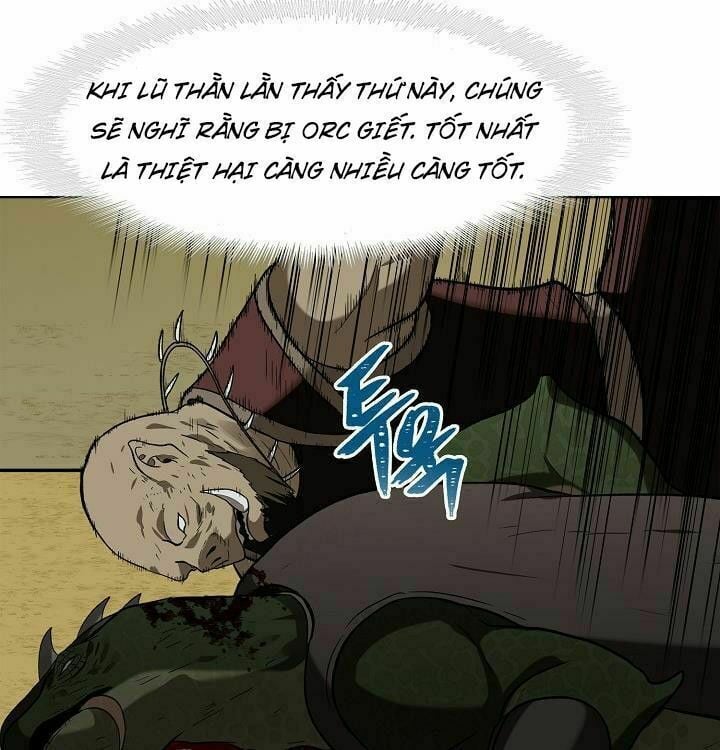 KHI LŨ THẰN LẰN THẤY THỨ NÀY, CHÚNG
SẼ NGHĨ RẰNG BỊ ORC GIẾT. TỐT NHẤT
LÀ THIỆT HẠI CÀNG NHIỀU CÀNG TỐT.